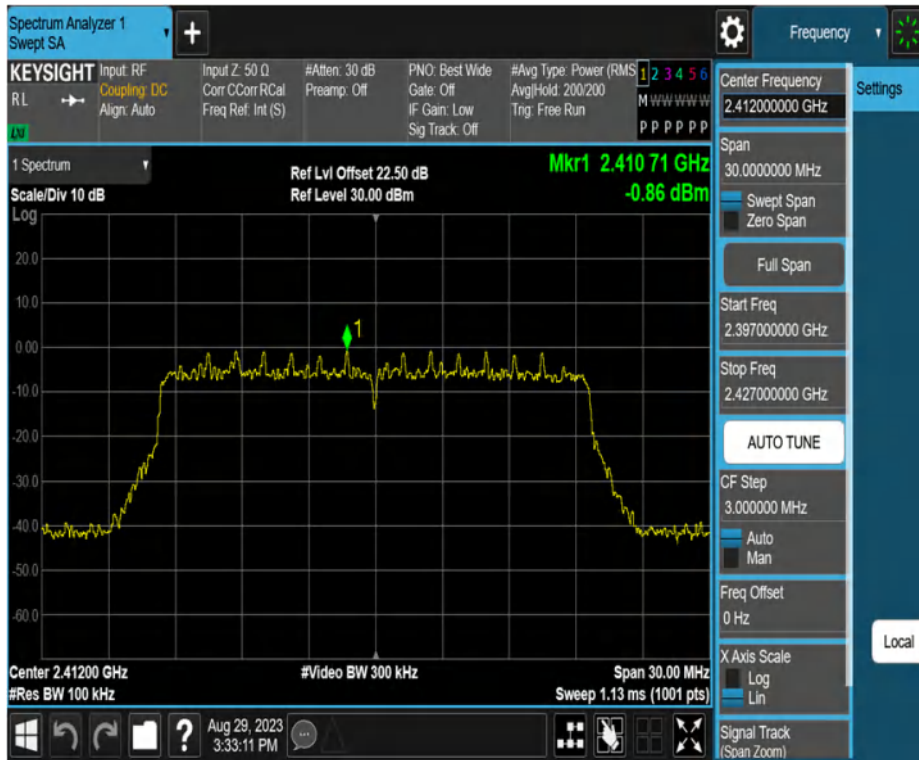 Spectrum Analyzer 1
Swept SA
+
Frequency
KEYSIGHT
RL
LXI
Input: RF
Coupling: DC
Align: Auto
Input Z: 50 Ω
Corr CCorr RCal
Freq Ref: Int (S)
#Atten: 30 dB
Preamp: Off
PNO: Best Wide
Gate: Off
IF Gain: Low
Sig Track: Off
#Avg Type: Power (RMS
Avg|Hold: 200/200
Trig: Free Run
1 2 3 4 5 6
M W W W W W
P P P P P P
Center Frequency
2.412000000 GHz
Settings
Span
30.0000000 MHz
Swept Span
Zero Span
Full Span
Start Freq
2.397000000 GHz
Stop Freq
2.427000000 GHz
AUTO TUNE
CF Step
3.000000 MHz
Auto
Man
Freq Offset
0 Hz
X Axis Scale
Log
Lin
Signal Track
(Span Zoom)
Local
1 Spectrum
Scale/Div 10 dB
Ref Lvl Offset 22.50 dB
Ref Level 30.00 dBm
Mkr1 2.410 71 GHz
-0.86 dBm
Log
20.0
10.0
0.00
-10.0
-20.0
-30.0
-40.0
-50.0
-60.0
1
Center 2.41200 GHz
#Res BW 100 kHz
#Video BW 300 kHz
Span 30.00 MHz
Sweep 1.13 ms (1001 pts)
?
Aug 29, 2023
3:33:11 PM